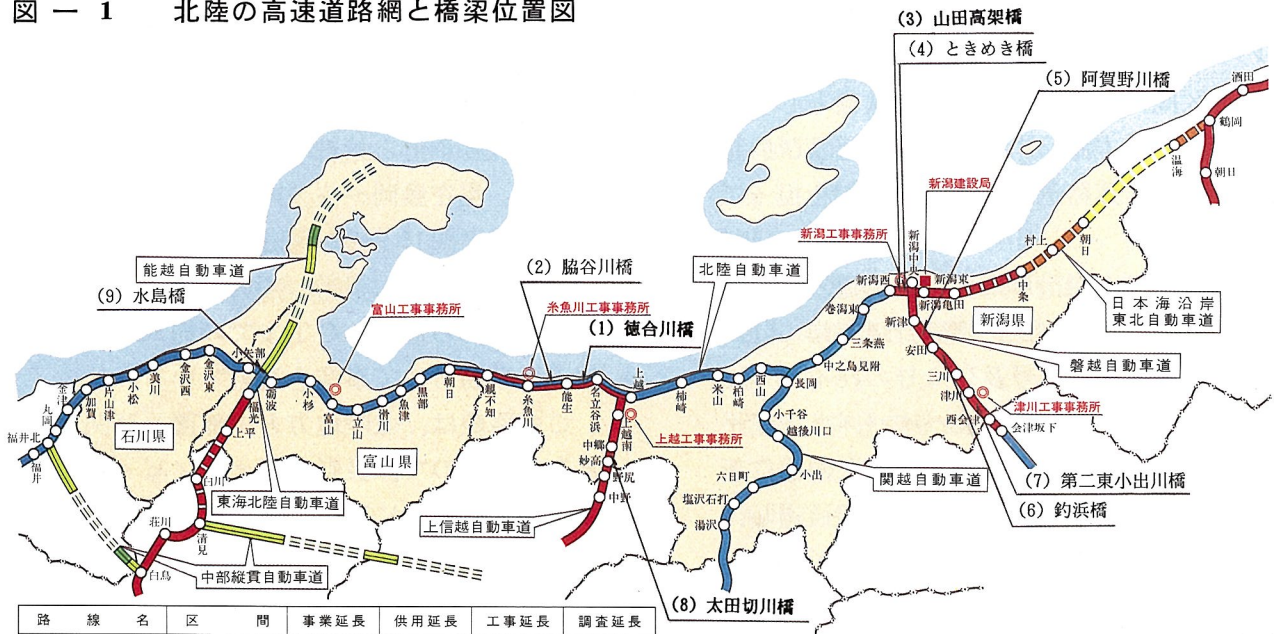 図 － 1　北陸の高速道路網と橋梁位置図
(3) 山田高架橋
(4) ときめき橋
(5) 阿賀野川橋
酒田
鶴岡
温海
朝日
新潟建設局
新潟工事事務所
新潟中央
朝日
村上
能越自動車道
(2) 脇谷川橋
北陸自動車道
新潟西
新潟東
中条
(9) 水島橋
富山工事事務所
糸魚川工事事務所
巻潟東
新潟亀田
新潟県
日本海沿岸
東北自動車道
(1) 徳合川橋
新津
三条燕
安田
磐越自動車道
小矢部
金沢東
金沢西
美川
小松
片山津
加賀
金津
丸岡
福井北
福井
砺波
小杉
富山
立山
滑川
魚津
黒部
朝日
親不知
糸魚川
能生
名立谷浜
上越
柿崎
米山
柏崎
西山
長岡
中之島見附
三川
津川
津川工事事務所
西会津
会津坂下
福光
上平
石川県
富山県
上越南
上越工事事務所
中郷
妙高
小千谷
越後川口
白川
東海北陸自動車道
野尻
中野
六日町
小出
関越自動車道
(7) 第二東小出川橋
塩沢石打
(6) 釣浜橋
荘川
清見
上信越自動車道
湯沢
白鳥
中部縦貫自動車道
(8) 太田切川橋
路線名 区間 事業延長 供用延長 工事延長 調査延長